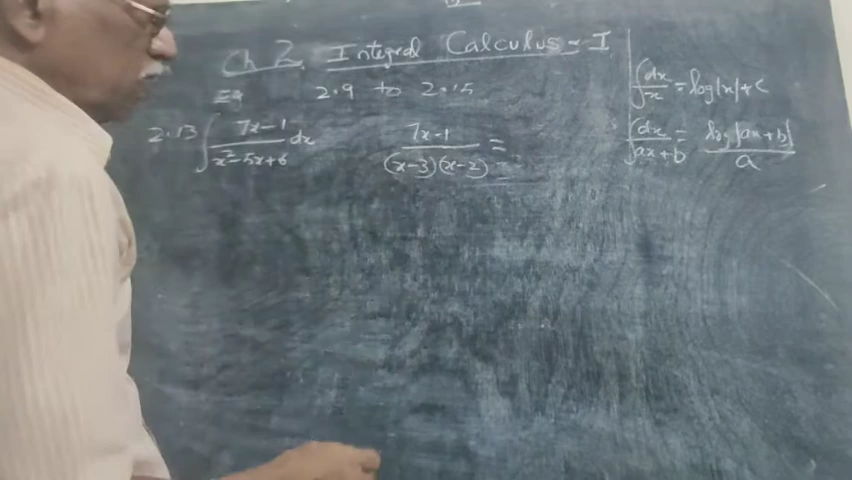 Ch 2. Integral Calculus - I
Eg 2.9 to 2.15
2.13 ∫ 7x-1 / x²-5x+6 dx
7x-1 / (x-3)(x-2) =
∫ dx/x = log|x| + c
∫ dx/ax+b = log|ax+b| / a